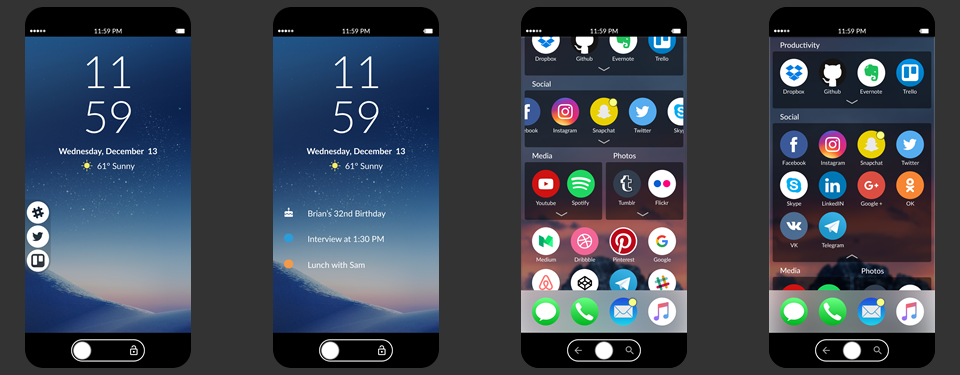 11:59 PM
11
59
Wednesday, December 13
61° Sunny
11:59 PM
11
59
Wednesday, December 13
61° Sunny
Brian's 32nd Birthday
Interview at 1:30 PM
Lunch with Sam
11:59 PM
Dropbox Github Evernote Trello
Social
book Instagram Snapchat Twitter Sky
Media Photos
Youtube Spotify Tumblr Flickr
Medium Dribbble Pinterest Google
11:59 PM
Productivity
Dropbox Github Evernote Trello
Social
Facebook Instagram Snapchat Twitter
Skype LinkedIN Google + OK
VK Telegram
Media Photos